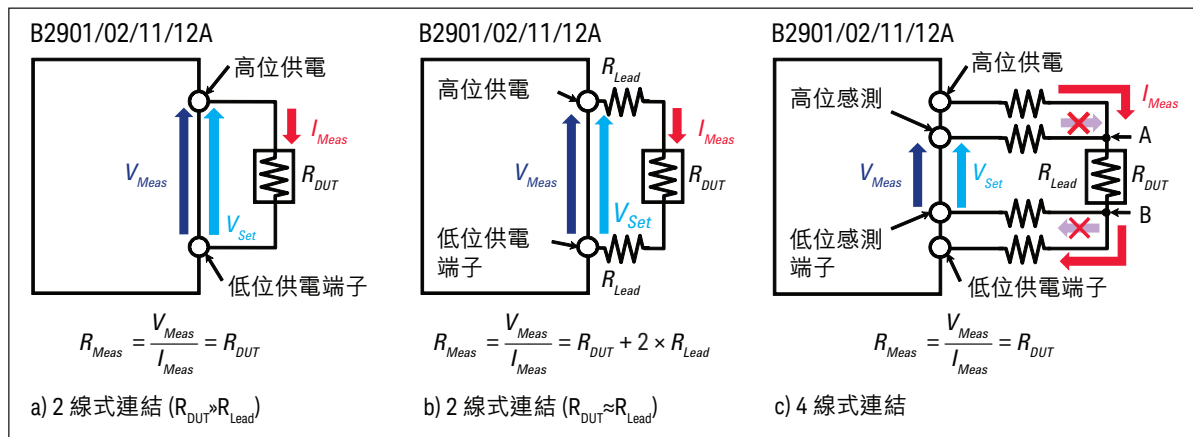 B2901/02/11/12A
高位供電
I_Meas
V_Meas
R_DUT
V_Set
低位供電端子
R_Meas = V_Meas / I_Meas = R_DUT
a) 2 線式連結 (R_DUT»R_Lead)
B2901/02/11/12A
R_Lead
高位供電
I_Meas
V_Meas
R_DUT
V_Set
低位供電
端子
R_Lead
R_Meas = V_Meas / I_Meas = R_DUT + 2 × R_Lead
b) 2 線式連結 (R_DUT≈R_Lead)
B2901/02/11/12A
高位供電
I_Meas
高位感測
A
V_Meas
V_Set
R_Lead
R_DUT
B
低位感測
端子
低位供電端子
R_Meas = V_Meas / I_Meas = R_DUT
c) 4 線式連結